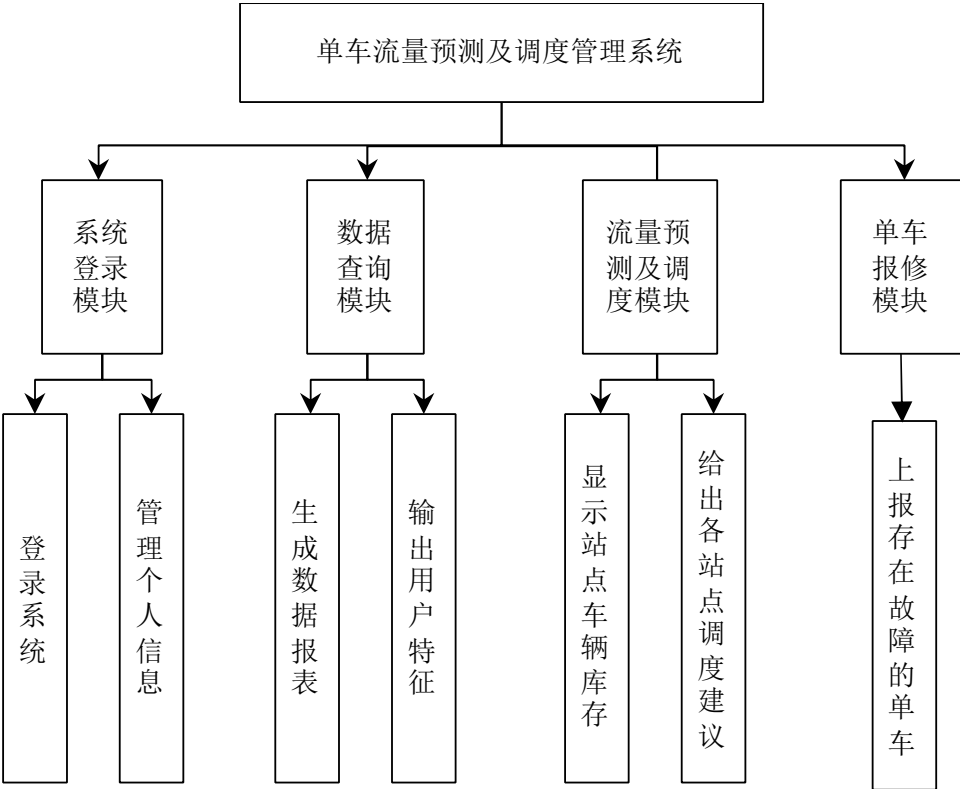 单车流量预测及调度管理系统
系统
登录
模块
数据
查询
模块
流量预
测及调
度模块
单车
报修
模块
登录系统
管理个人信息
生成数据报表
输出用户特征
显示站点车辆库存
给出各站点调度建议
上报存在故障的单车